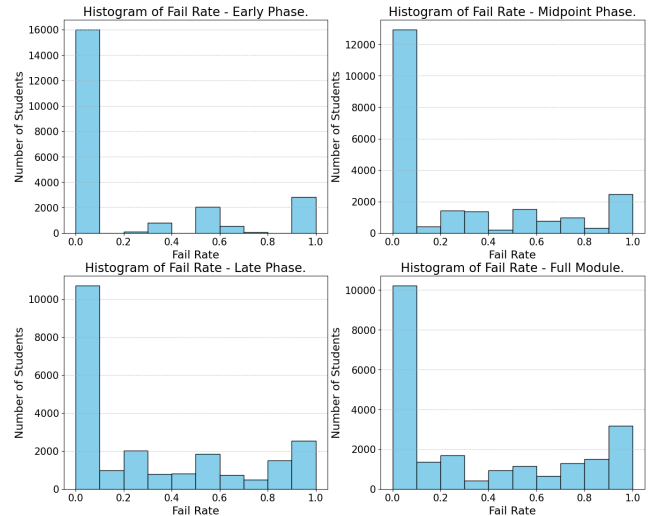 Histogram of Fail Rate - Early Phase.
Number of Students
16000
14000
12000
10000
8000
6000
4000
2000
0
0.0 0.2 0.4 0.6 0.8 1.0
Fail Rate
Histogram of Fail Rate - Midpoint Phase.
Number of Students
12000
10000
8000
6000
4000
2000
0
0.0 0.2 0.4 0.6 0.8 1.0
Fail Rate
Histogram of Fail Rate - Late Phase.
Number of Students
10000
8000
6000
4000
2000
0
0.0 0.2 0.4 0.6 0.8 1.0
Fail Rate
Histogram of Fail Rate - Full Module.
Number of Students
10000
8000
6000
4000
2000
0
0.0 0.2 0.4 0.6 0.8 1.0
Fail Rate